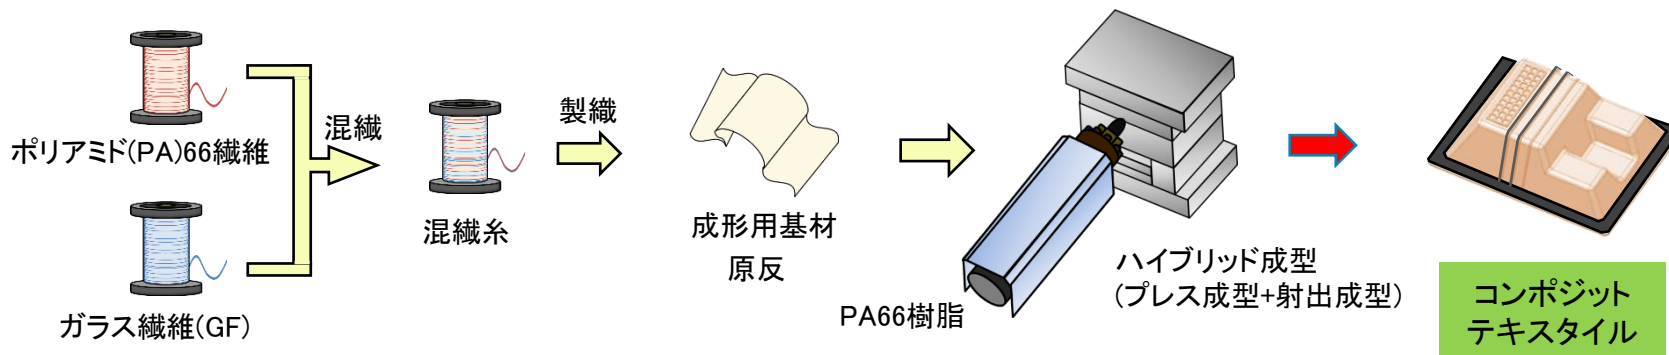 ポリアミド(PA)66繊維
ガラス繊維(GF)
混繊
混繊糸
製織
成形用基材
原反
PA66樹脂
ハイブリッド成型
(プレス成型+射出成型)
コンポジット
テキスタイル